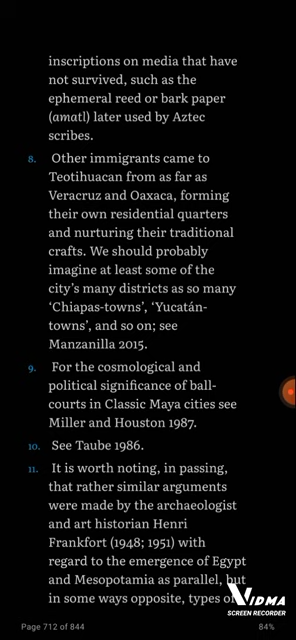 inscriptions on media that have
not survived, such as the
ephemeral reed or bark paper
(amatl) later used by Aztec
scribes.
8. Other immigrants came to
Teotihuacan from as far as
Veracruz and Oaxaca, forming
their own residential quarters
and nurturing their traditional
crafts. We should probably
imagine at least some of the
city's many districts as so many
‘Chiapas-towns’, ‘Yucatán-
towns’, and so on; see
Manzanilla 2015.
9. For the cosmological and
political significance of ball-
courts in Classic Maya cities see
Miller and Houston 1987.
10. See Taube 1986.
11. It is worth noting, in passing,
that rather similar arguments
were made by the archaeologist
and art historian Henri
Frankfort (1948; 1951) with
regard to the emergence of Egypt
and Mesopotamia as parallel, but
in some ways opposite, types of
VIDMA
SCREEN RECORDER
Page 712 of 844
84%